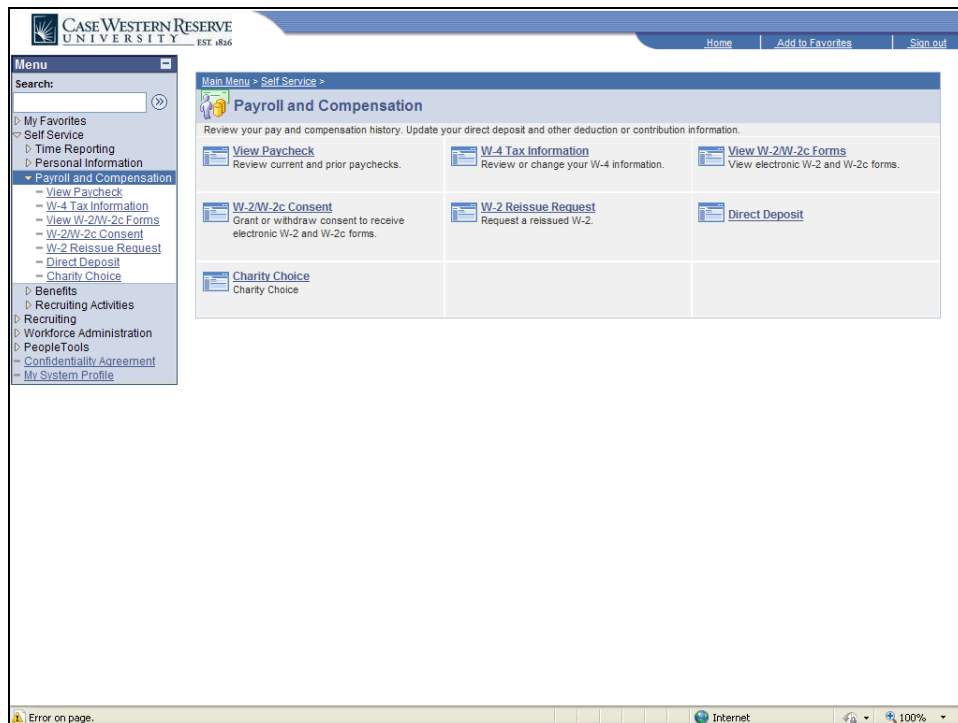 CASE WESTERN RESERVE
UNIVERSITY EST. 1826
Home Add to Favorites Sign out
Menu
Search:
My Favorites
Self Service
Time Reporting
Personal Information
Payroll and Compensation
View Paycheck
W-4 Tax Information
View W-2/W-2c Forms
W-2/W-2c Consent
W-2 Reissue Request
Direct Deposit
Charity Choice
Benefits
Recruiting Activities
Recruiting
Workforce Administration
PeopleTools
Confidentiality Agreement
My System Profile
Main Menu > Self Service >
Payroll and Compensation
Review your pay and compensation history. Update your direct deposit and other deduction or contribution information.
View Paycheck
Review current and prior paychecks.
W-4 Tax Information
Review or change your W-4 information.
View W-2/W-2c Forms
View electronic W-2 and W-2c forms.
W-2/W-2c Consent
Grant or withdraw consent to receive
electronic W-2 and W-2c forms.
W-2 Reissue Request
Request a reissued W-2.
Direct Deposit
Charity Choice
Charity Choice
Error on page. Internet 100%